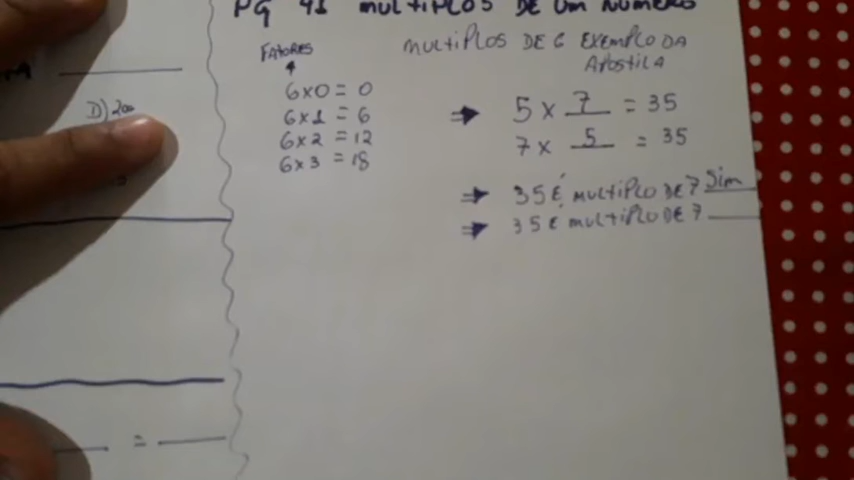 PG 41 MULTIPLOS DE UM NÚMERO
FATORES
MULTIPLOS DE 6 EXEMPLO DA
APOSTILA
D) 200
6x0 = 0
6x1 = 6
6x2 = 12
6x3 = 18
5 x 7 = 35
7 x 5 = 35
35 É MULTIPLO DE 7 Sim
35 É MULTIPLO DE 7
=